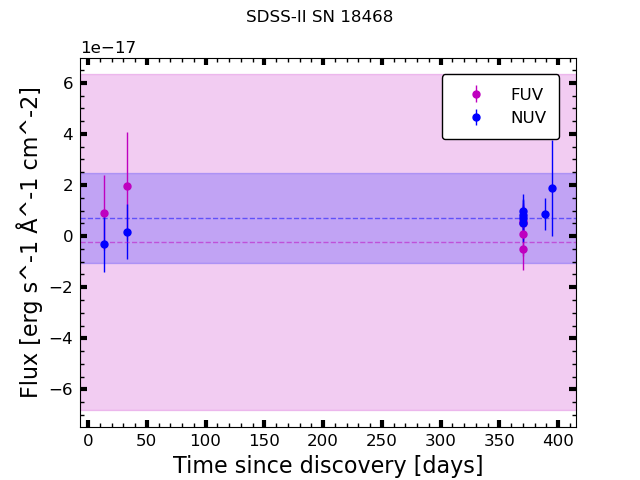 SDSS-II SN 18468
1e−17
FUV
NUV
6
4
2
0
−2
−4
−6
Flux [erg s^-1 Å^-1 cm^-2]
0 50 100 150 200 250 300 350 400
Time since discovery [days]